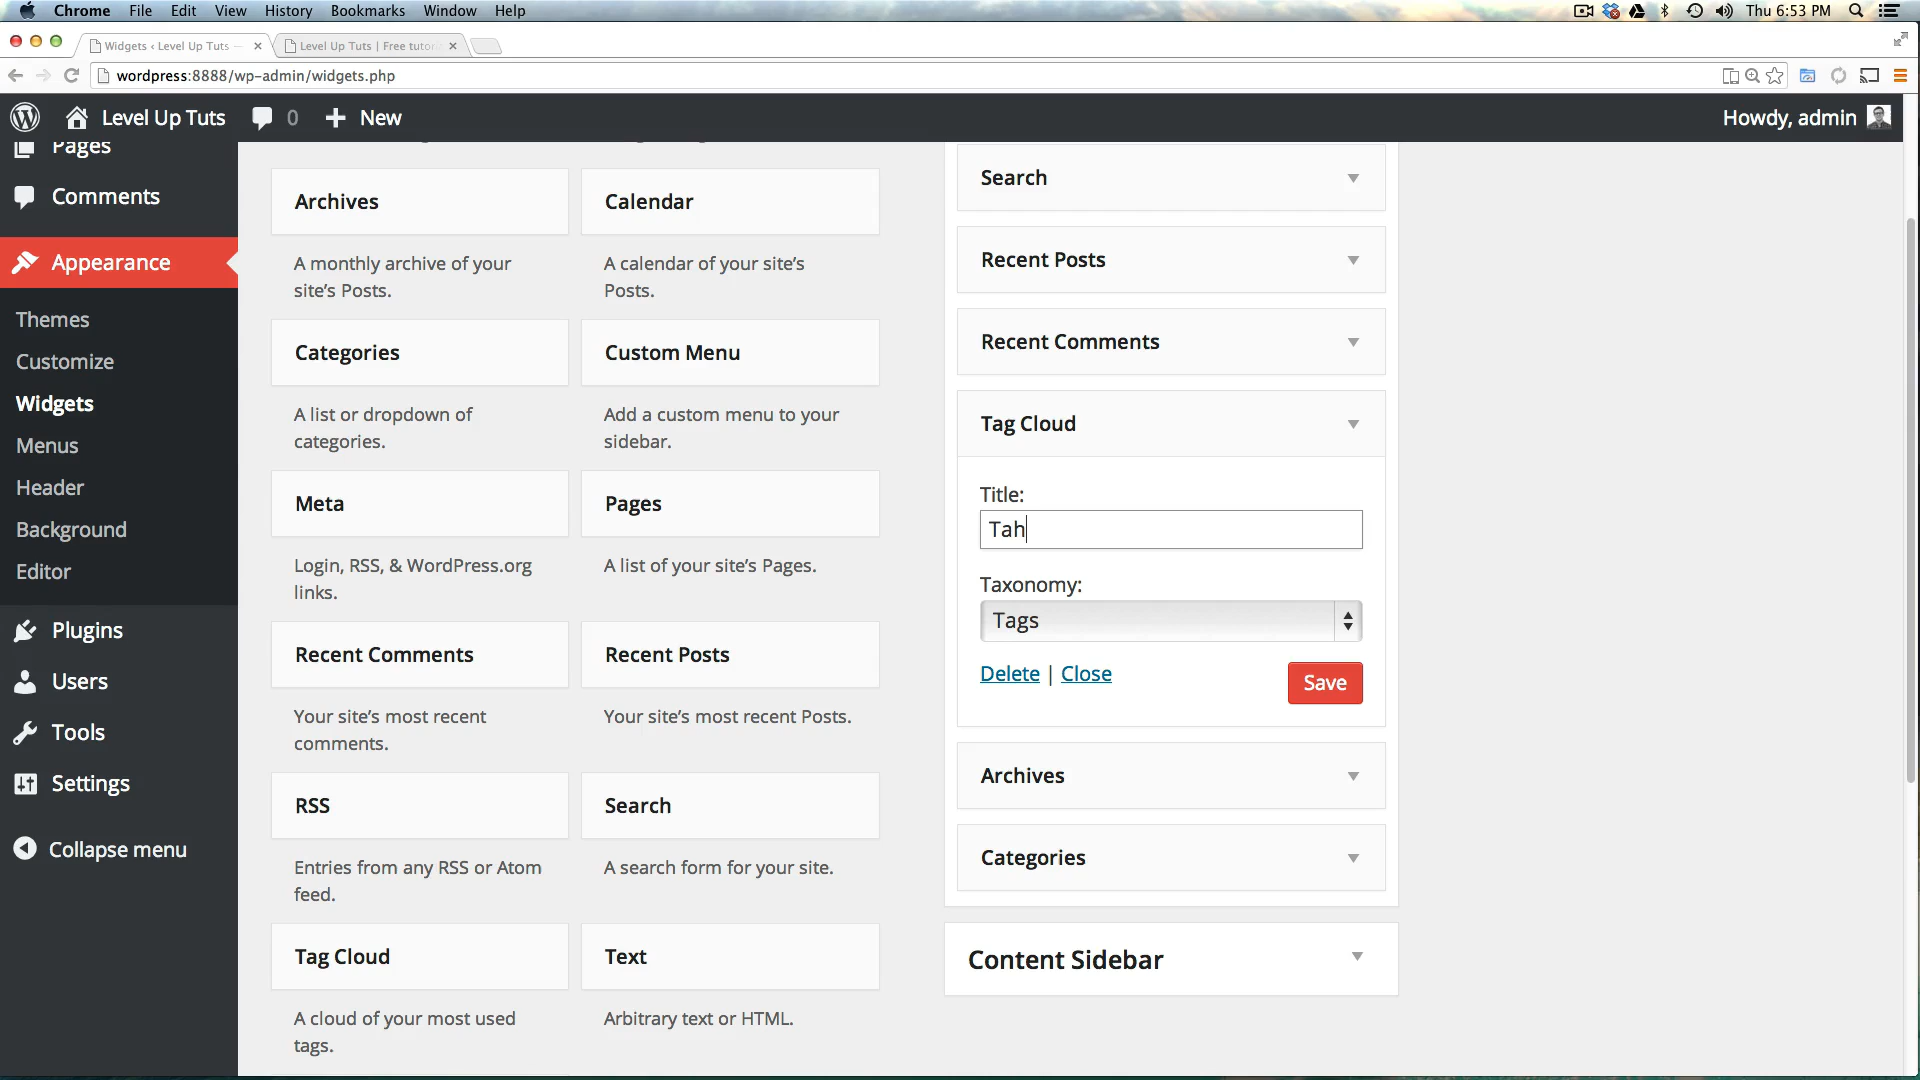 Chrome File Edit View History Bookmarks Window Help Thu 6:53 PM
Widgets ‹ Level Up Tuts —
Level Up Tuts | Free tutori
wordpress:8888/wp-admin/widgets.php
Level Up Tuts 0 New Howdy, admin
Pages
Comments
Appearance
Themes
Customize
Widgets
Menus
Header
Background
Editor
Plugins
Users
Tools
Settings
Collapse menu
Archives
A monthly archive of your
site’s Posts.
Calendar
A calendar of your site’s
Posts.
Categories
A list or dropdown of
categories.
Custom Menu
Add a custom menu to your
sidebar.
Meta
Login, RSS, & WordPress.org
links.
Pages
A list of your site’s Pages.
Recent Comments
Your site’s most recent
comments.
Recent Posts
Your site’s most recent Posts.
RSS
Entries from any RSS or Atom
feed.
Search
A search form for your site.
Tag Cloud
A cloud of your most used
tags.
Text
Arbitrary text or HTML.
Search
Recent Posts
Recent Comments
Tag Cloud
Title:
Tah
Taxonomy:
Tags
Delete | Close
Save
Archives
Categories
Content Sidebar